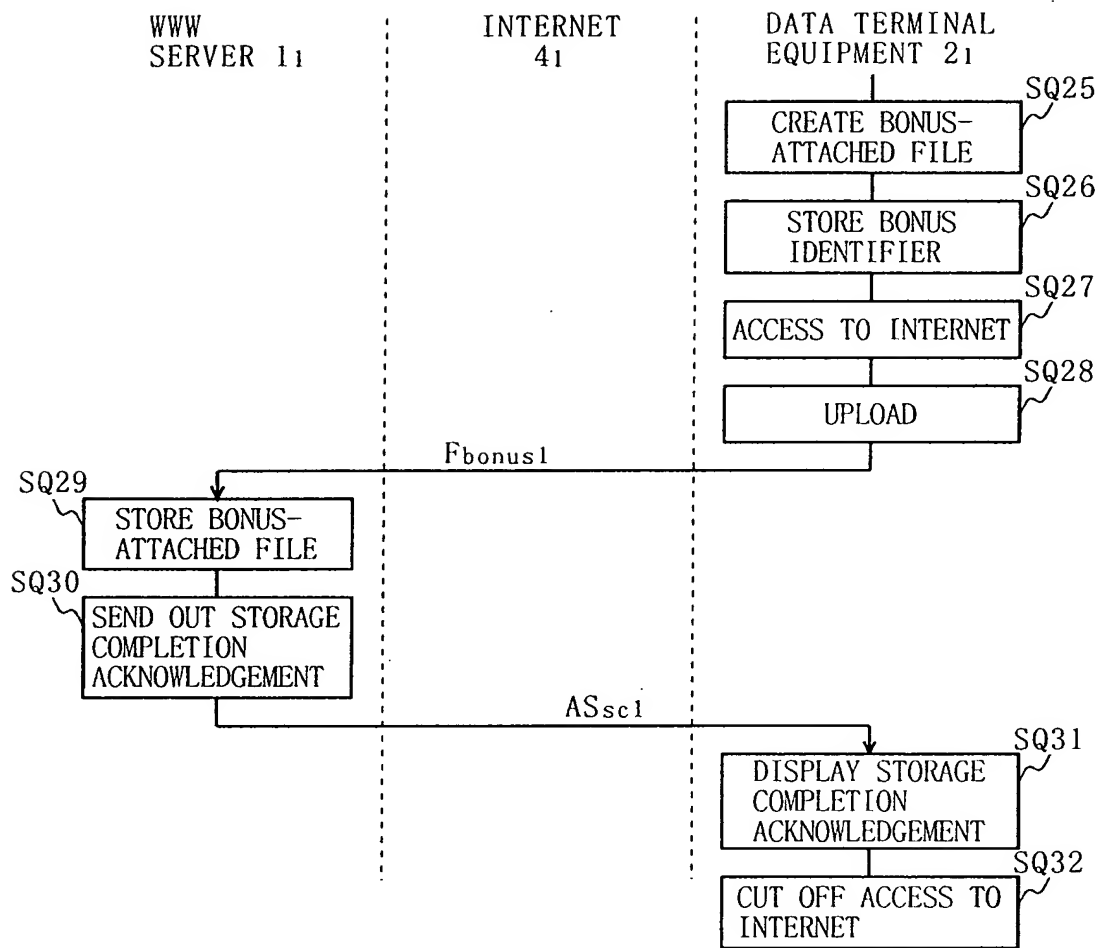 WWW
SERVER 1₁
INTERNET
4₁
DATA TERMINAL
EQUIPMENT 2₁
SQ25
CREATE BONUS-
ATTACHED FILE
SQ26
STORE BONUS
IDENTIFIER
SQ27
ACCESS TO INTERNET
SQ28
UPLOAD
Fbonus1
SQ29
STORE BONUS-
ATTACHED FILE
SQ30
SEND OUT STORAGE
COMPLETION
ACKNOWLEDGEMENT
ASsc1
SQ31
DISPLAY STORAGE
COMPLETION
ACKNOWLEDGEMENT
SQ32
CUT OFF ACCESS TO
INTERNET